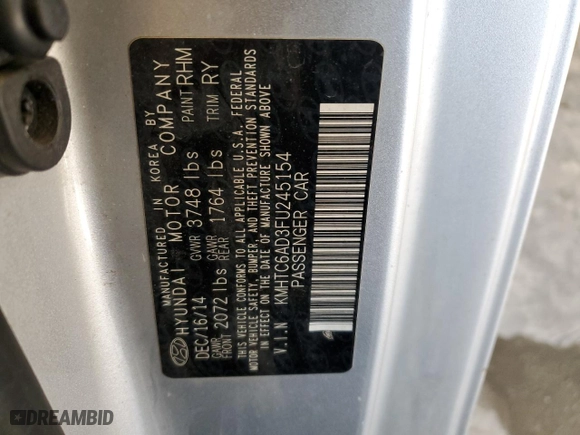 MANUFACTURED IN KOREA BY
HYUNDAI MOTOR COMPANY
DEC/16/14 GVWR 3748 lbs PAINT RHM
GAWR FRONT 2072 lbs GAWR REAR 1764 lbs TRIM RY
THIS VEHICLE CONFORMS TO ALL APPLICABLE U.S.A. FEDERAL
MOTOR VEHICLE SAFETY, BUMPER, AND THEFT PREVENTION STANDARDS
IN EFFECT ON THE DATE OF MANUFACTURE SHOWN ABOVE
V.I.N KMHTC6AD3FU245154
PASSENGER CAR
DREAMBID